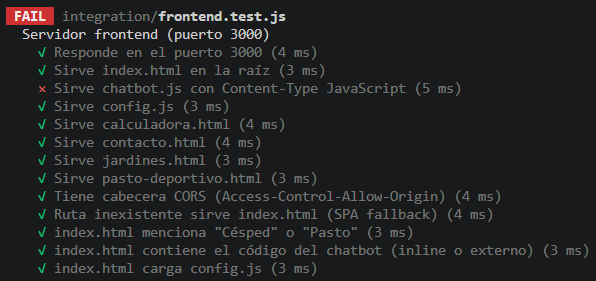 FAIL integration/frontend.test.js
Servidor frontend (puerto 3000)
√ Responde en el puerto 3000 (4 ms)
√ Sirve index.html en la raíz (3 ms)
× Sirve chatbot.js con Content-Type JavaScript (5 ms)
√ Sirve config.js (3 ms)
√ Sirve calculadora.html (4 ms)
√ Sirve contacto.html (4 ms)
√ Sirve jardines.html (3 ms)
√ Sirve pasto-deportivo.html (3 ms)
√ Tiene cabecera CORS (Access-Control-Allow-Origin) (4 ms)
√ Ruta inexistente sirve index.html (SPA fallback) (4 ms)
√ index.html menciona "Césped" o "Pasto" (3 ms)
√ index.html contiene el código del chatbot (inline o externo) (3 ms)
√ index.html carga config.js (3 ms)